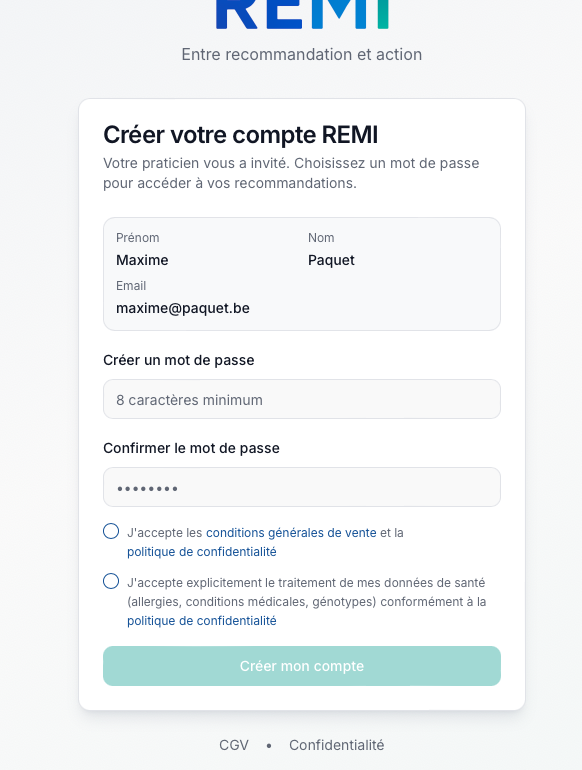 REMI
Entre recommandation et action
Créer votre compte REMI
Votre praticien vous a invité. Choisissez un mot de passe
pour accéder à vos recommandations.
Prénom
Nom
Maxime
Paquet
Email
maxime@paquet.be
Créer un mot de passe
8 caractères minimum
Confirmer le mot de passe
••••••••
J'accepte les conditions générales de vente et la
politique de confidentialité
J'accepte explicitement le traitement de mes données de santé
(allergies, conditions médicales, génotypes) conformément à la
politique de confidentialité
Créer mon compte
CGV • Confidentialité